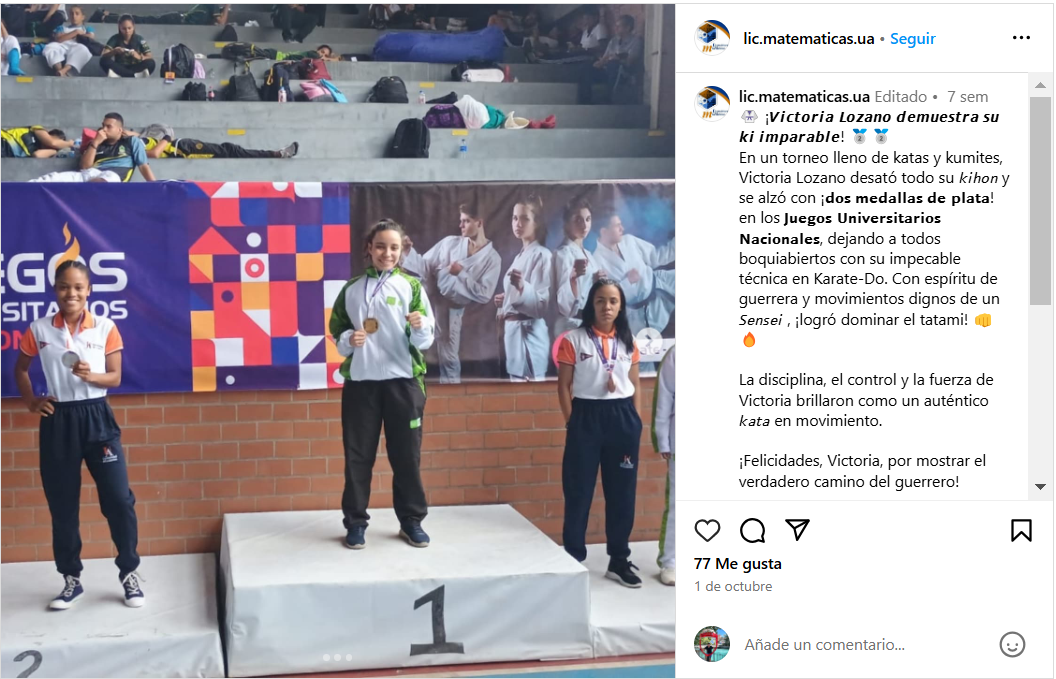 EGOS
SITARIOS
ON
1
2
lic.matematicas.ua • Seguir
lic.matematicas.ua Editado • 7 sem
🥋 ¡Victoria Lozano demuestra su
ki imparable! 🥈 🥈
En un torneo lleno de katas y kumites,
Victoria Lozano desató todo su kihon y
se alzó con ¡dos medallas de plata!
en los Juegos Universitarios
Nacionales, dejando a todos
boquiabiertos con su impecable
técnica en Karate-Do. Con espíritu de
guerrera y movimientos dignos de un
Sensei , ¡logró dominar el tatami! 👊
🔥
La disciplina, el control y la fuerza de
Victoria brillaron como un auténtico
kata en movimiento.
¡Felicidades, Victoria, por mostrar el
verdadero camino del guerrero!
77 Me gusta
1 de octubre
Añade un comentario...